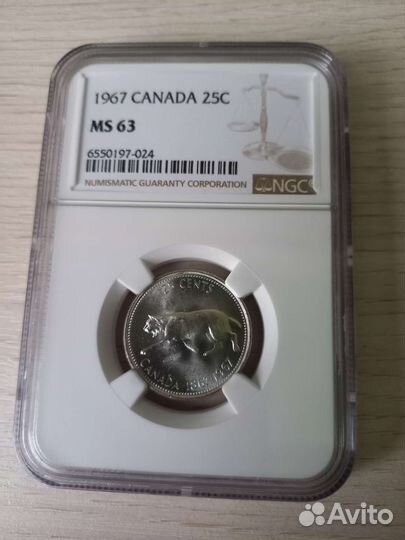 1967 CANADA 25C
MS 63
6550197-024
NUMISMATIC GUARANTY CORPORATION
NGC
CENTS
CANADA 1867 1967
Avito